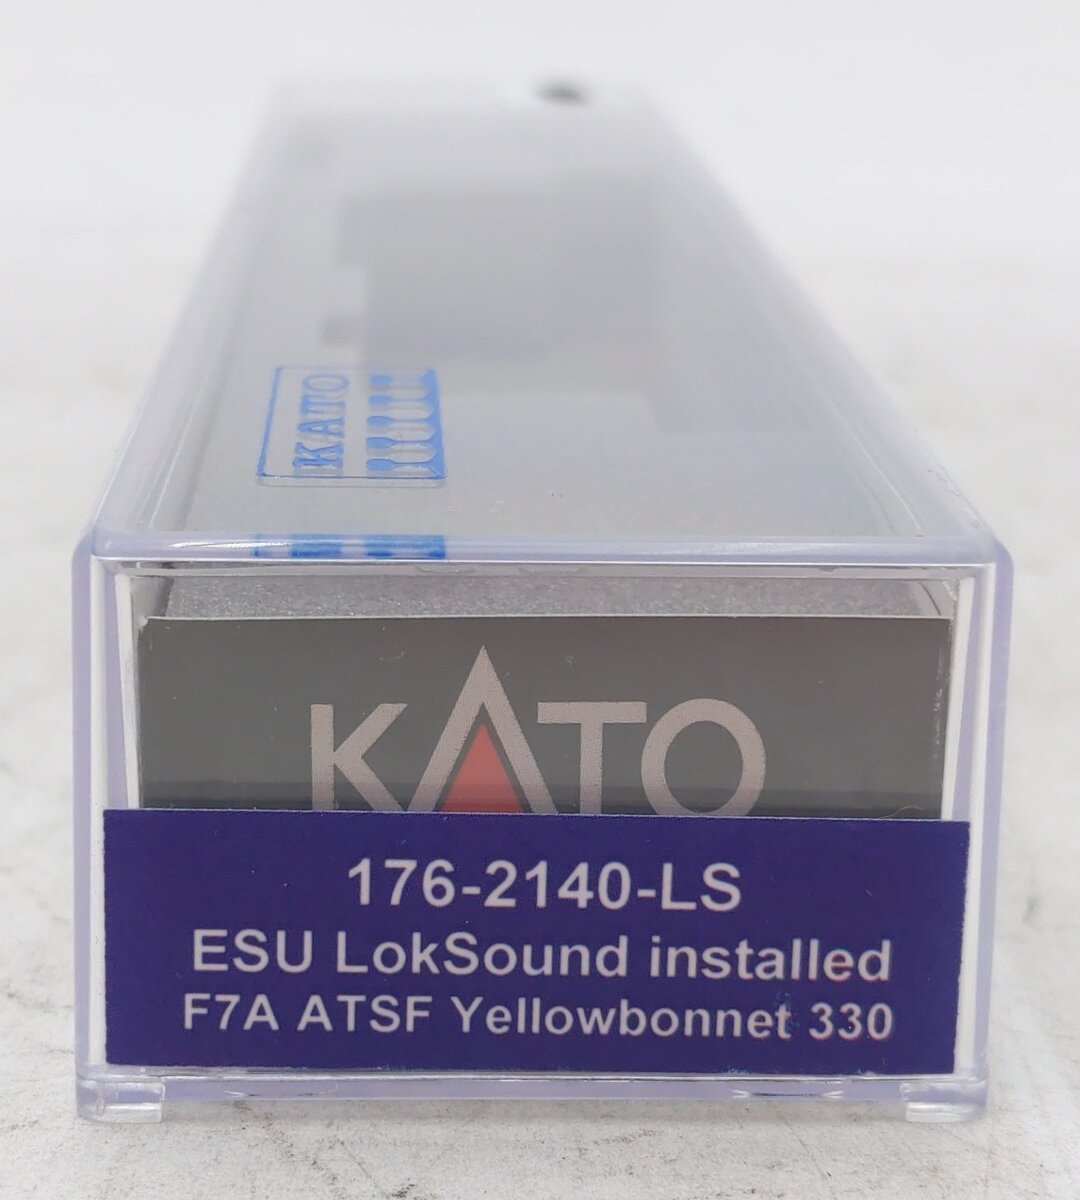 KATO
KATO
176-2140-LS
ESU LokSound installed
F7A ATSF Yellowbonnet 330